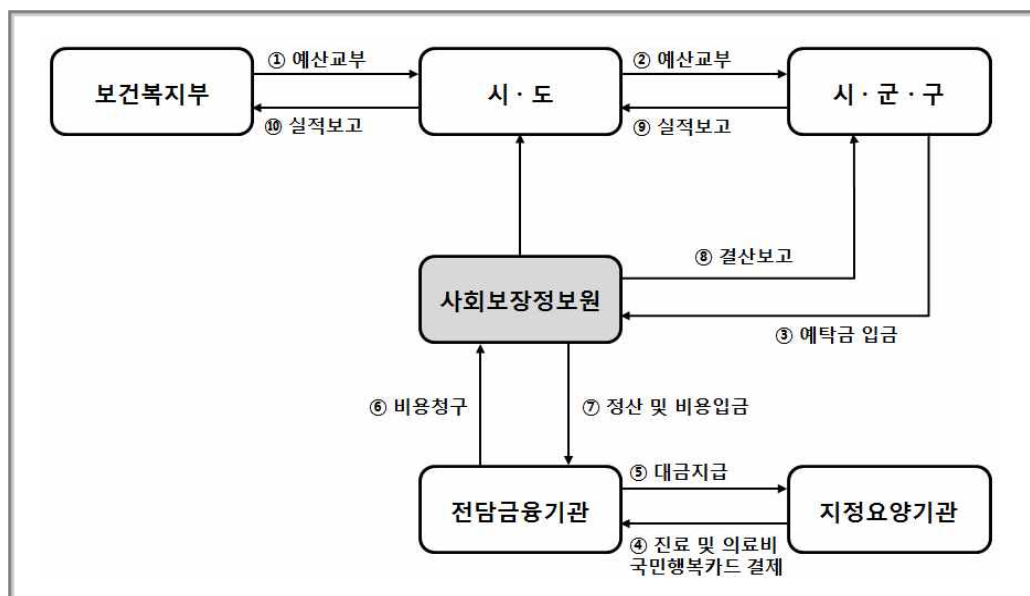 ① 예산교부
② 예산교부
보건복지부
시 · 도
시 · 군 · 구
⑩ 실적보고
⑨ 실적보고
⑧ 결산보고
사회보장정보원
③ 예탁금 입금
⑥ 비용청구
⑦ 정산 및 비용입금
⑤ 대금지급
전담금융기관
지정요양기관
④ 진료 및 의료비
국민행복카드 결제